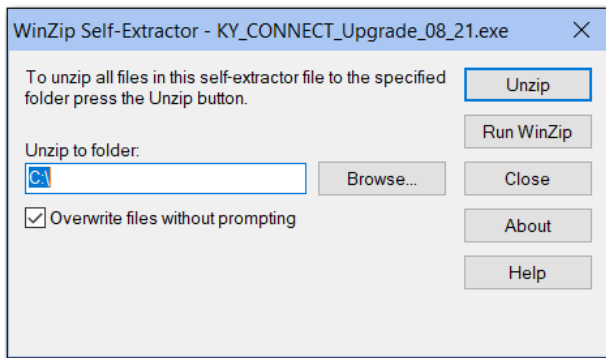 WinZip Self-Extractor - KY_CONNECT_Upgrade_08_21.exe
To unzip all files in this self-extractor file to the specified
folder press the Unzip button.
Unzip
Run WinZip
Unzip to folder:
C:\
Browse...
Close
Overwrite files without prompting
About
Help